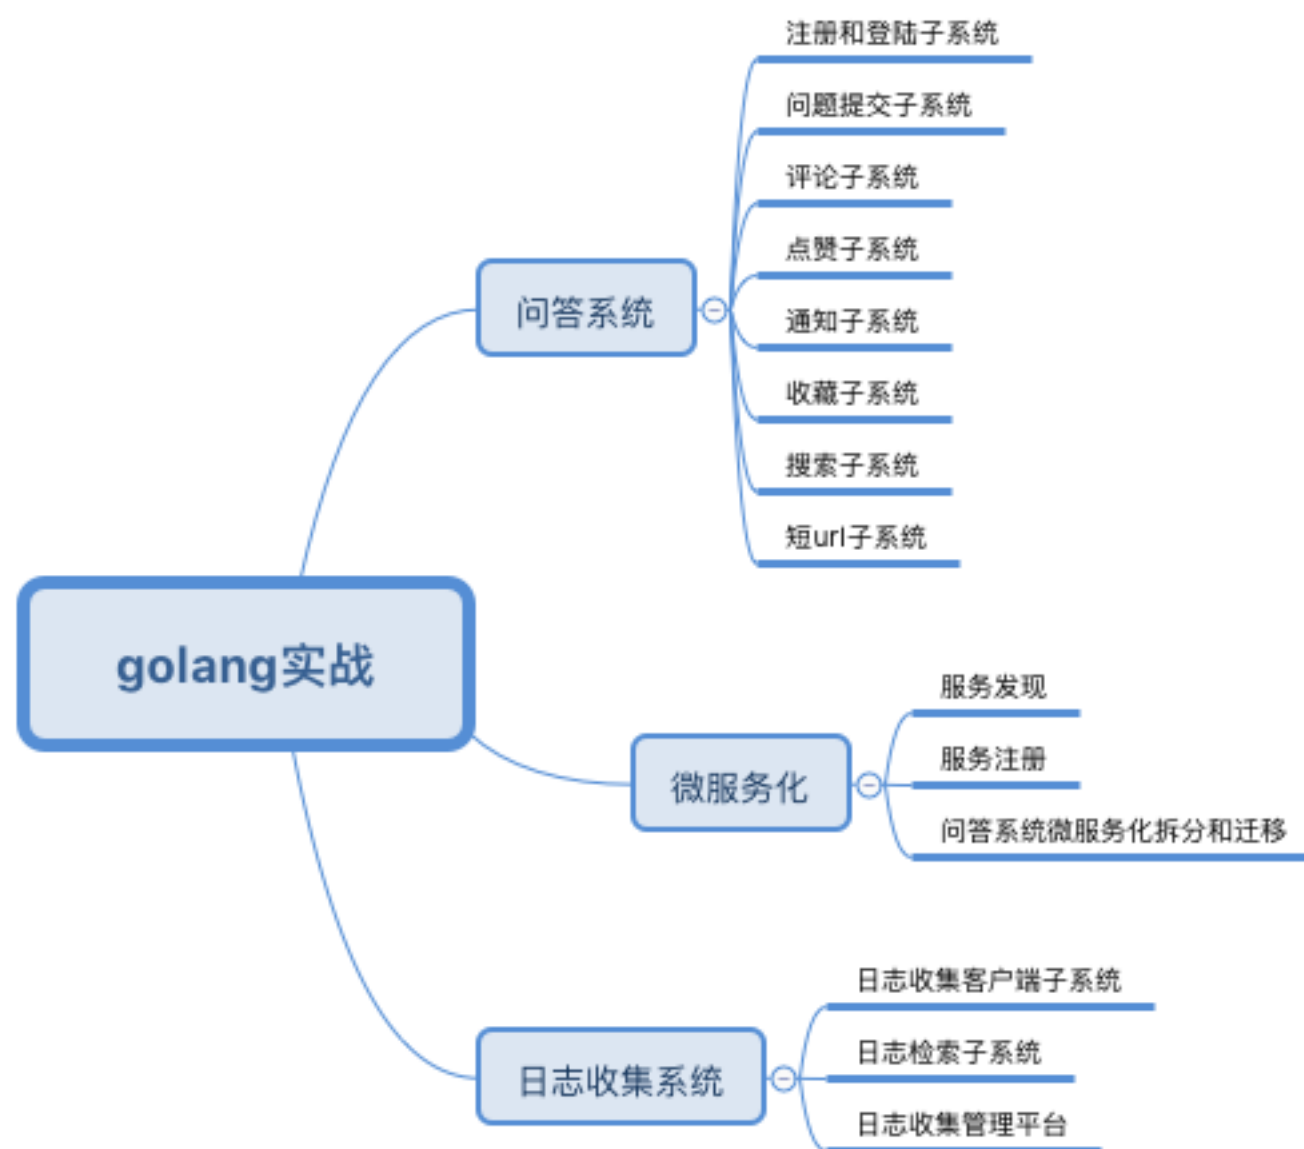 golang实战
问答系统
注册和登陆子系统
问题提交子系统
评论子系统
点赞子系统
通知子系统
收藏子系统
搜索子系统
短url子系统
微服务化
服务发现
服务注册
问答系统微服务化拆分和迁移
日志收集系统
日志收集客户端子系统
日志检索子系统
日志收集管理平台